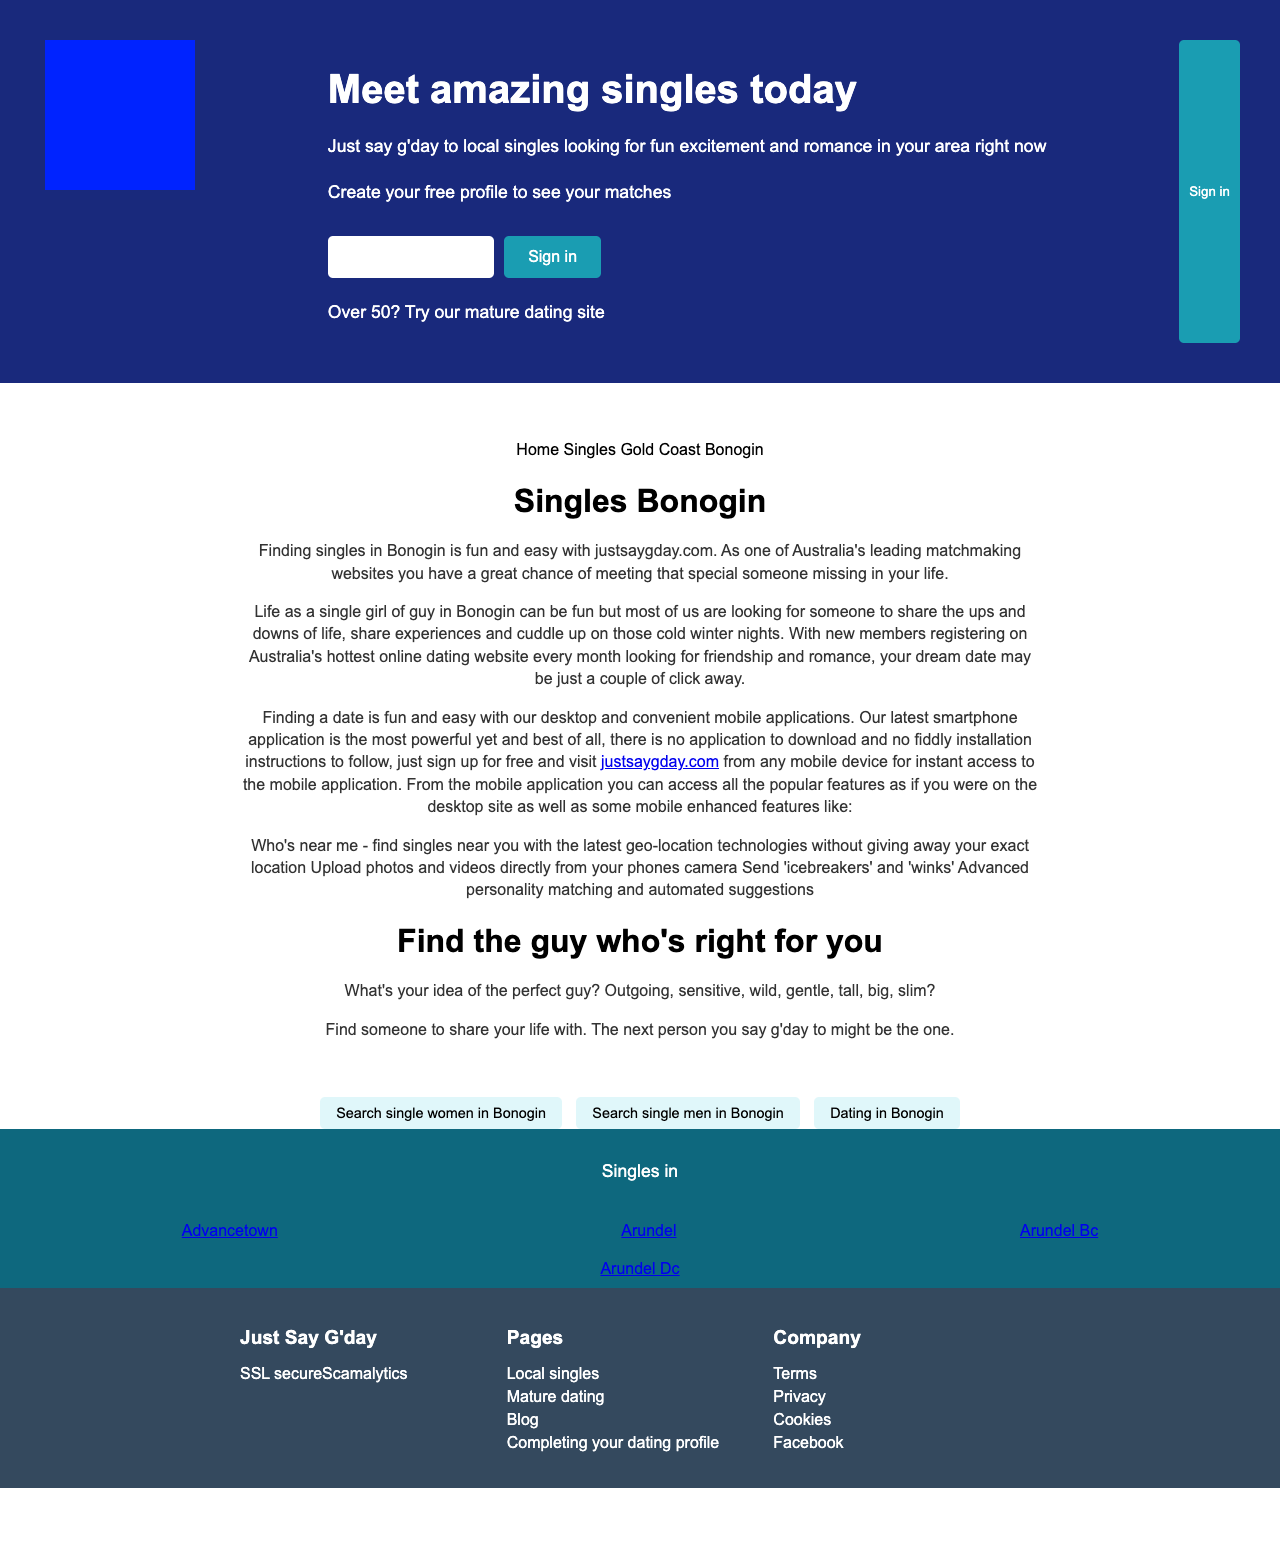 Meet amazing singles today
Just say g'day to local singles looking for fun excitement and romance in your area right now
Create your free profile to see your matches
Sign in
Over 50? Try our mature dating site
Sign in
Home Singles Gold Coast Bonogin
Singles Bonogin
Finding singles in Bonogin is fun and easy with justsaygday.com. As one of Australia's leading matchmaking
websites you have a great chance of meeting that special someone missing in your life.
Life as a single girl of guy in Bonogin can be fun but most of us are looking for someone to share the ups and
downs of life, share experiences and cuddle up on those cold winter nights. With new members registering on
Australia's hottest online dating website every month looking for friendship and romance, your dream date may
be just a couple of click away.
Finding a date is fun and easy with our desktop and convenient mobile applications. Our latest smartphone
application is the most powerful yet and best of all, there is no application to download and no fiddly installation
instructions to follow, just sign up for free and visit justsaygday.com from any mobile device for instant access to
the mobile application. From the mobile application you can access all the popular features as if you were on the
desktop site as well as some mobile enhanced features like:
Who's near me - find singles near you with the latest geo-location technologies without giving away your exact
location Upload photos and videos directly from your phones camera Send 'icebreakers' and 'winks' Advanced
personality matching and automated suggestions
Find the guy who's right for you
What's your idea of the perfect guy? Outgoing, sensitive, wild, gentle, tall, big, slim?
Find someone to share your life with. The next person you say g'day to might be the one.
Search single women in Bonogin
Search single men in Bonogin
Dating in Bonogin
Singles in
Advancetown
Arundel
Arundel Bc
Arundel Dc
Just Say G'day
SSL secureScamalytics
Pages
Local singles
Mature dating
Blog
Completing your dating profile
Company
Terms
Privacy
Cookies
Facebook